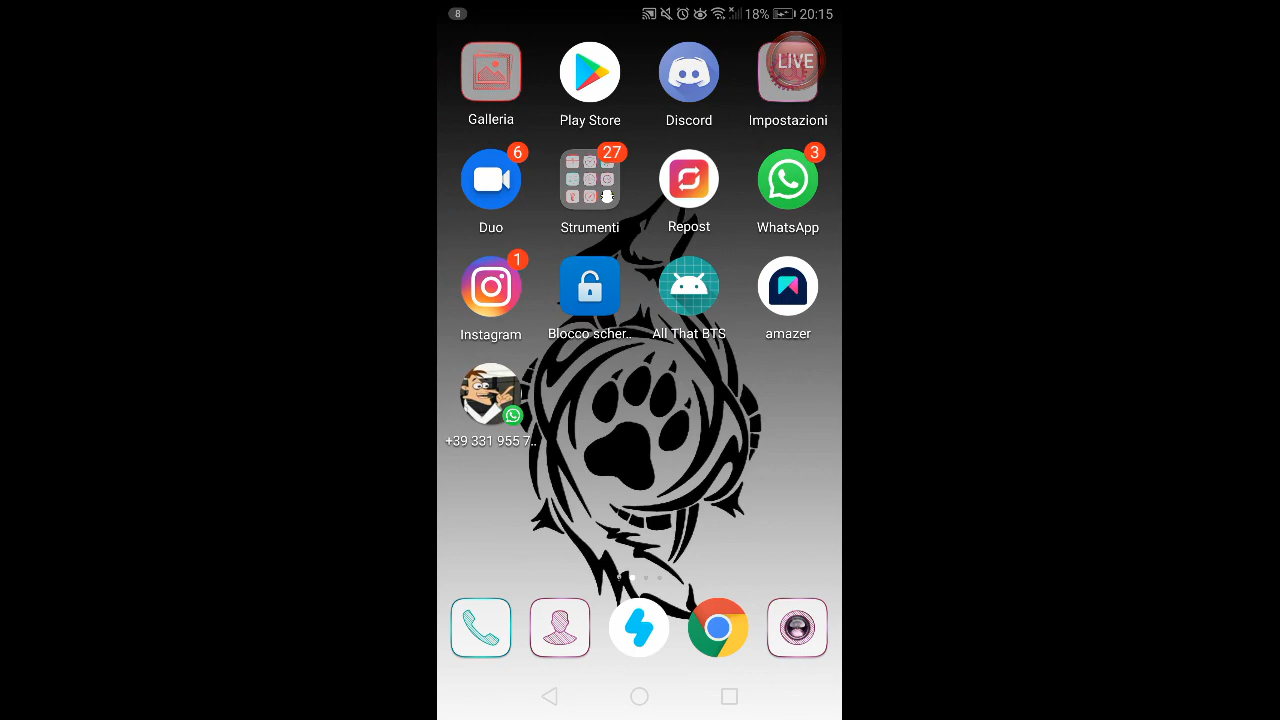 8 18% 20:15
LIVE
Galleria Play Store Discord Impostazioni
6 27 3
Duo Strumenti Repost WhatsApp
1
Instagram Blocco scher.. All That BTS amazer
+39 331 955 7..